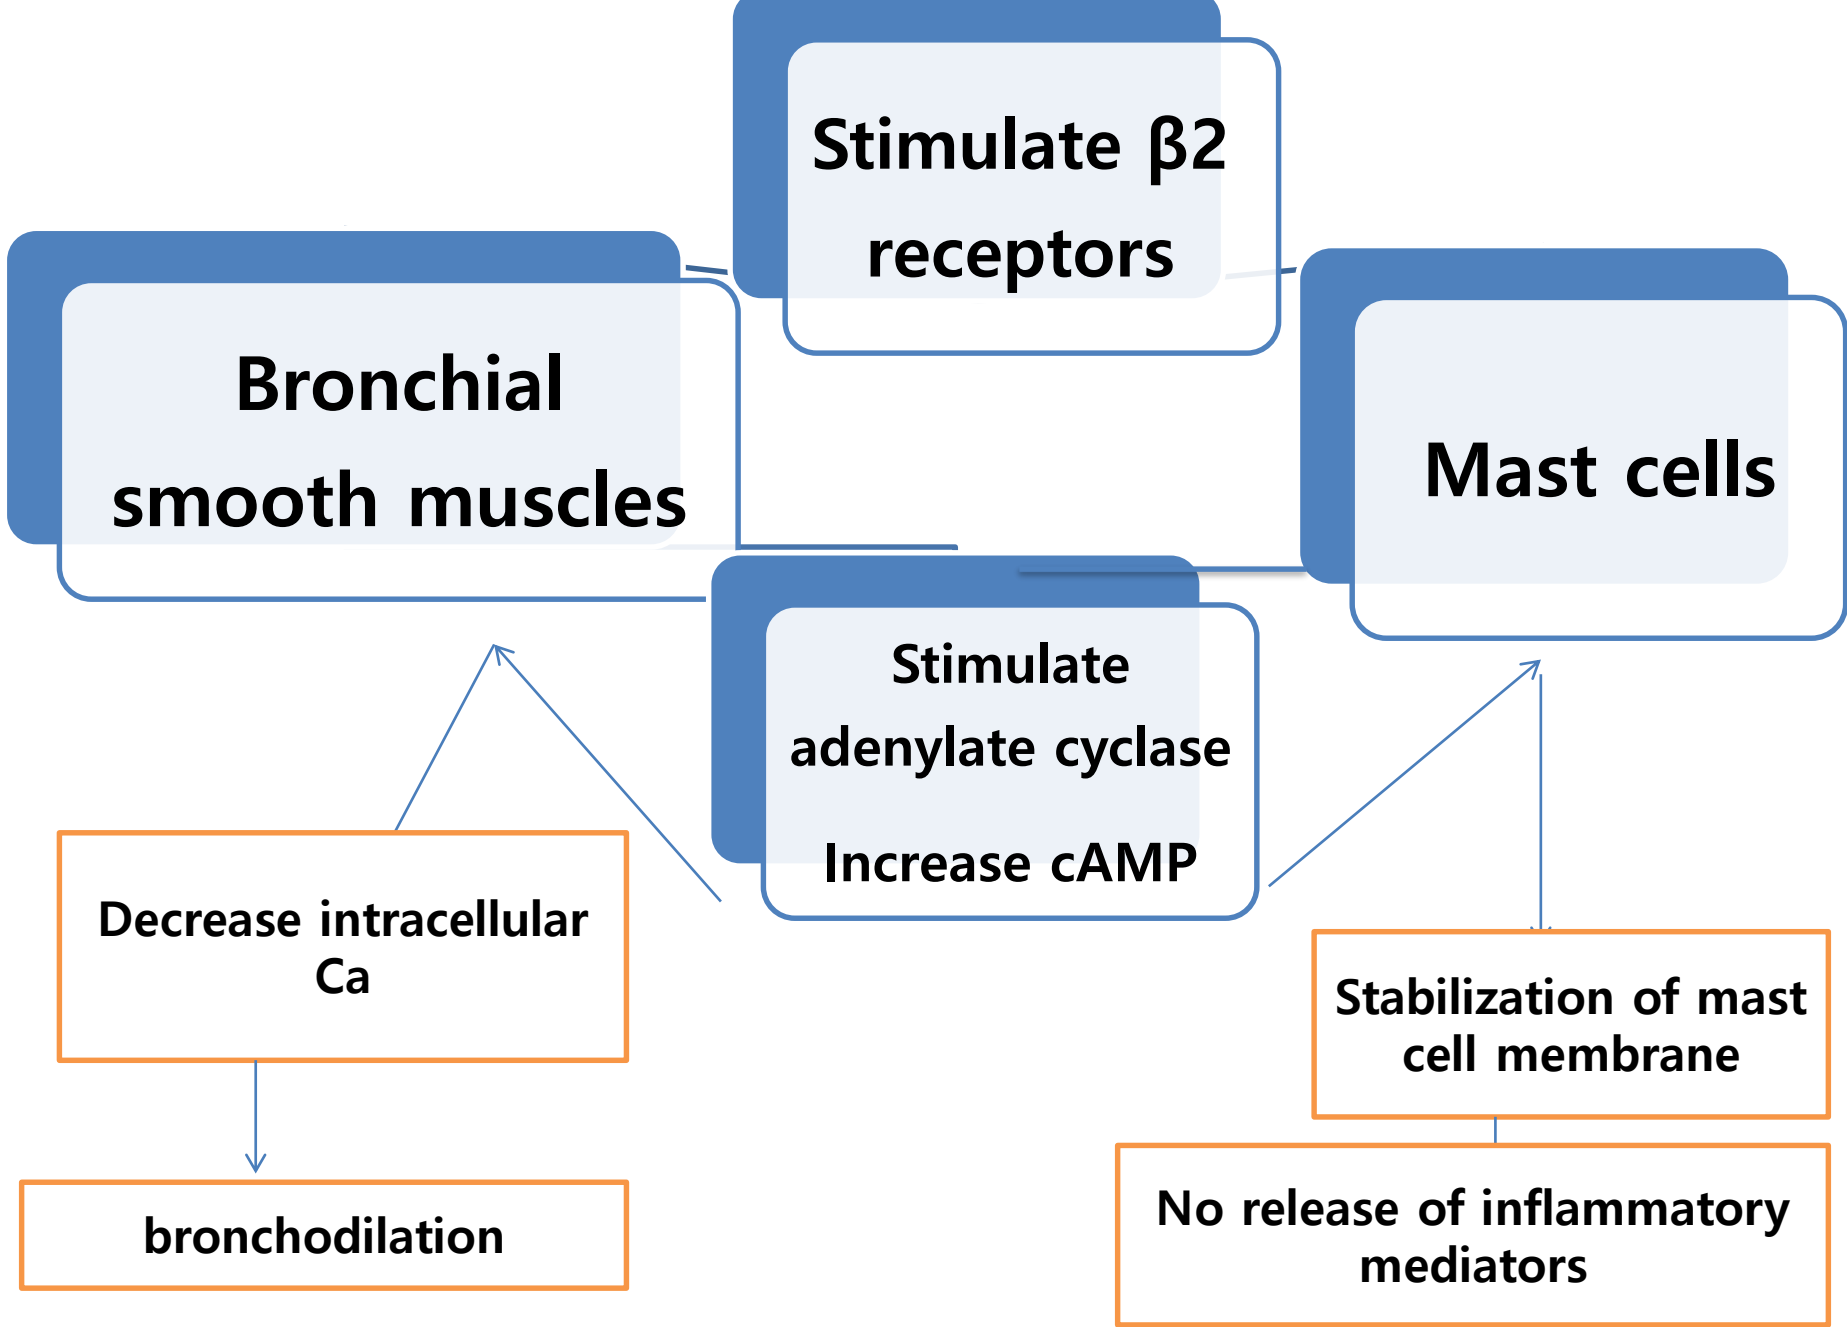 Stimulate β2
receptors
Bronchial
smooth muscles
Mast cells
Stimulate
adenylate cyclase
Increase cAMP
Decrease intracellular
Ca
Stabilization of mast
cell membrane
bronchodilation
No release of inflammatory
mediators